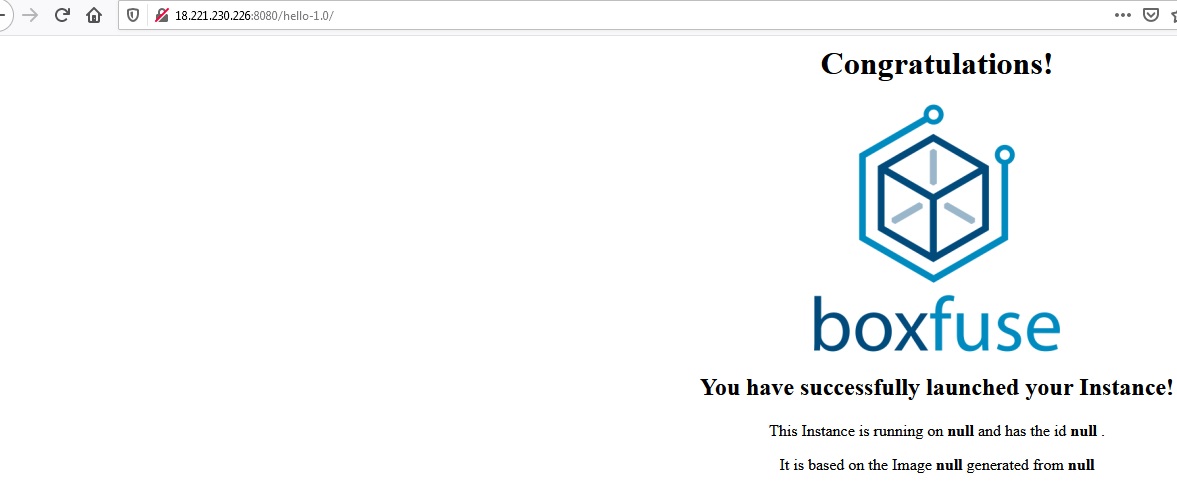 18.221.230.226:8080/hello-1.0/
Congratulations!
boxfuse
You have successfully launched your Instance!
This Instance is running on null and has the id null .
It is based on the Image null generated from null